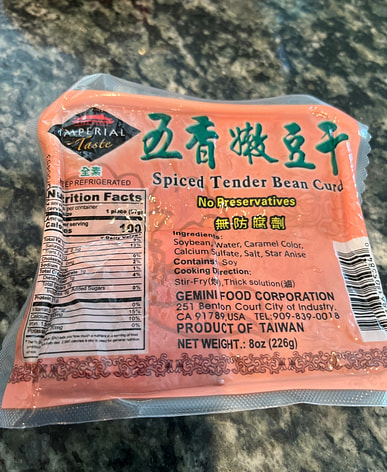 IMPERIAL
Taste
五香嫩豆干
全素
KEEP REFRIGERATED
Spiced Tender Bean Curd
No Preservatives
無防腐劑
Nutrition Facts
Ingredients:
Soybean, Water, Caramel Color,
Calcium Sulfate, Salt, Star Anise
Contains: Soy
Cooking Direction:
Stir-Fry(炒), Thick solution(滷)
GEMINI FOOD CORPORATION
251 Benton Court City of Industry,
CA 91789,USA TEL:909-839-0018
PRODUCT OF TAIWAN
NET WEIGHT.: 8oz (226g)